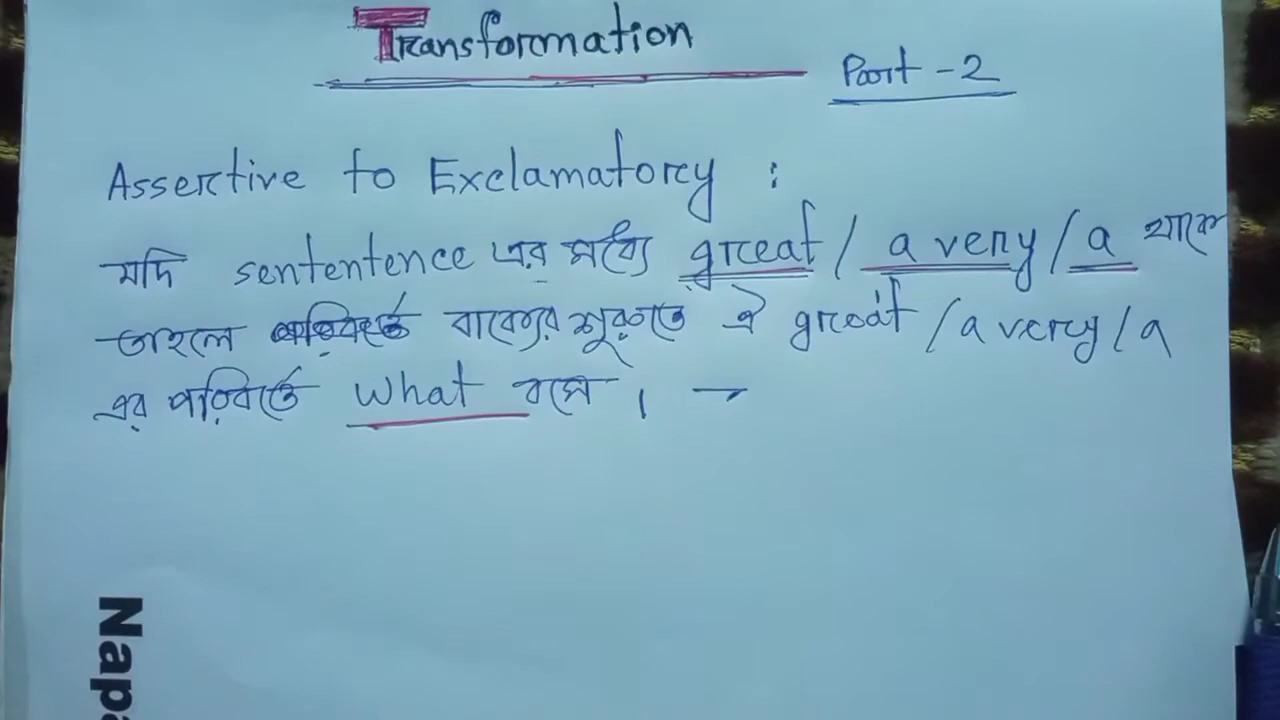 Transformation
Part - 2
Assertive to Exclamatory :
যদি sententence এর মধ্যে great / a very / a থাকে
তাহলে বাক্যের শুরুতে ঐ great / a very / a
এর পরিবর্তে What বসে । →
Napa